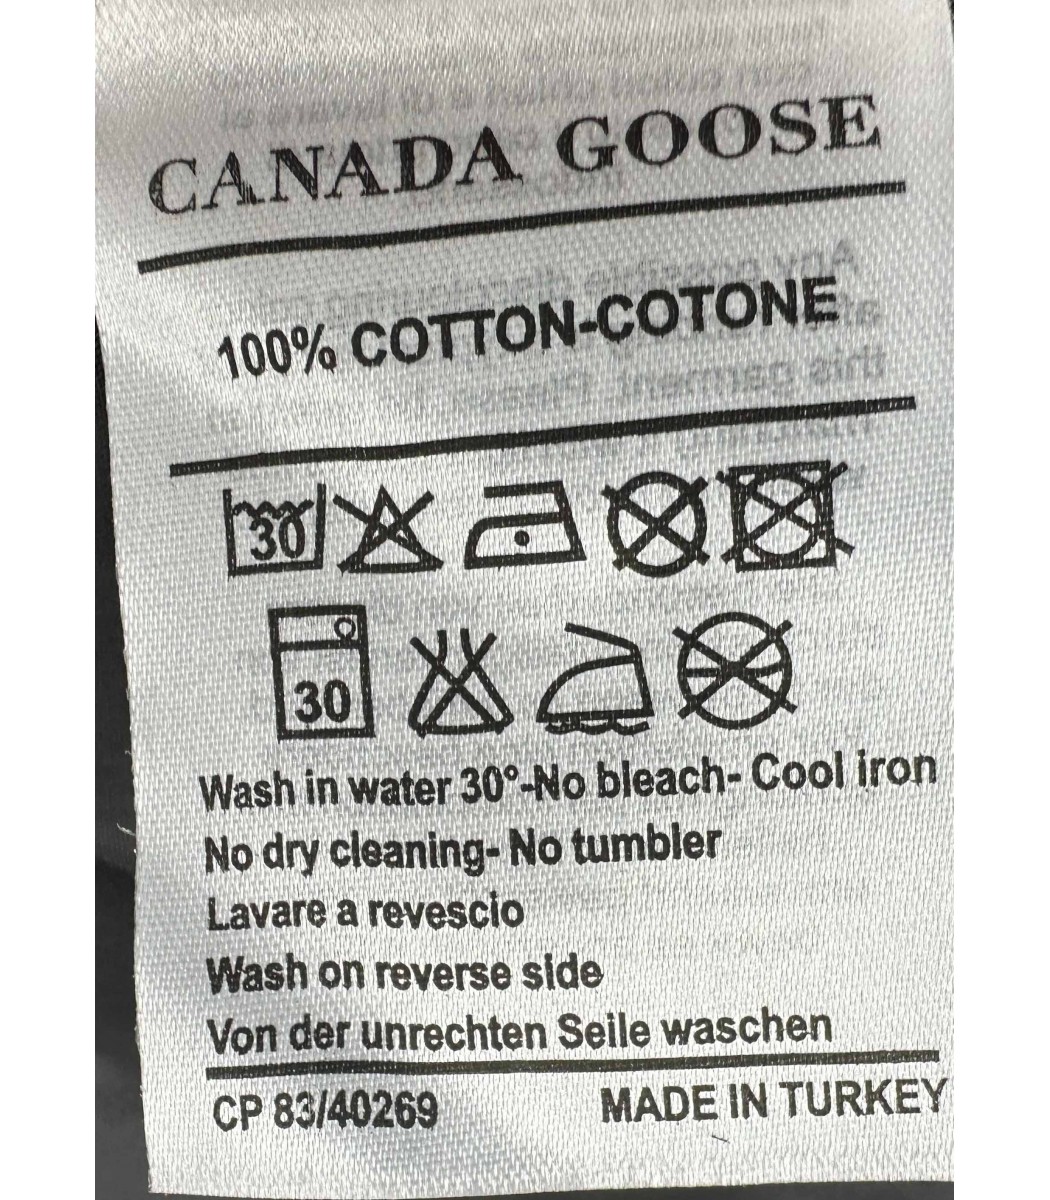 CANADA GOOSE
100% COTTON-COTONE
30
30
Wash in water 30°-No bleach- Cool iron
No dry cleaning- No tumbler
Lavare a revescio
Wash on reverse side
Von der unrechten Seile waschen
CP 83/40269 MADE IN TURKEY